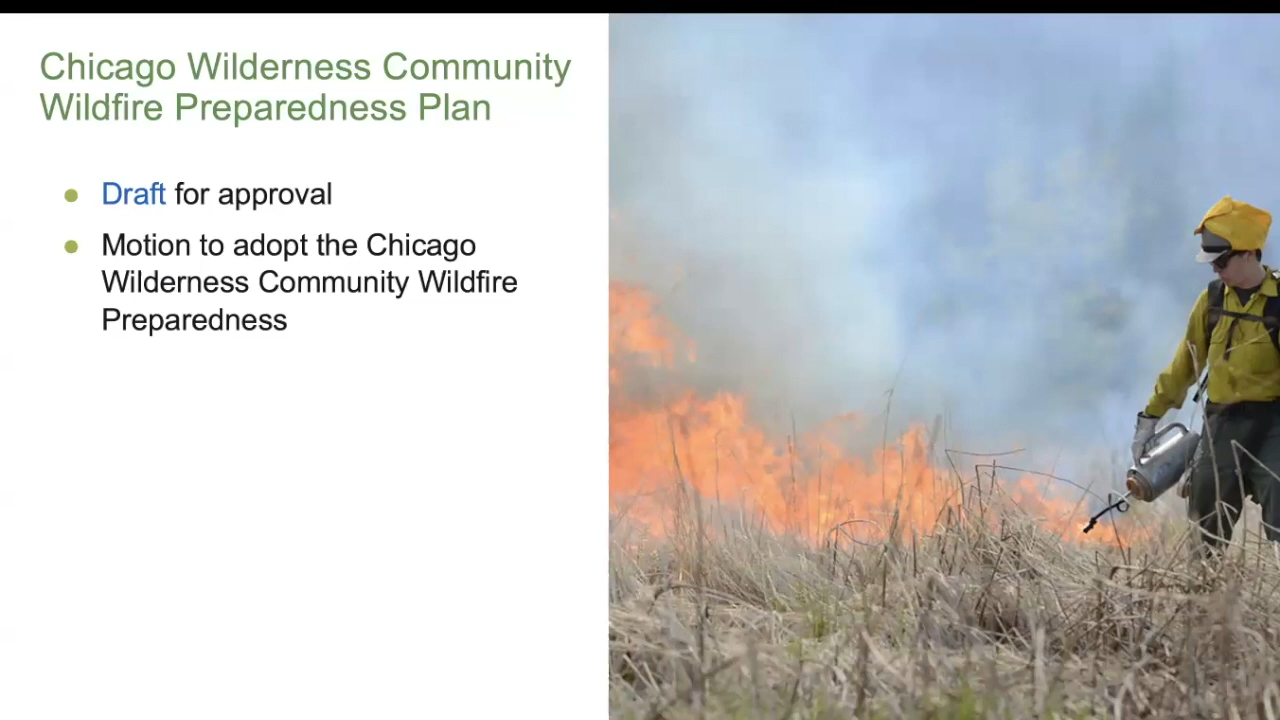 Chicago Wilderness Community
Wildfire Preparedness Plan
● Draft for approval
● Motion to adopt the Chicago
Wilderness Community Wildfire
Preparedness